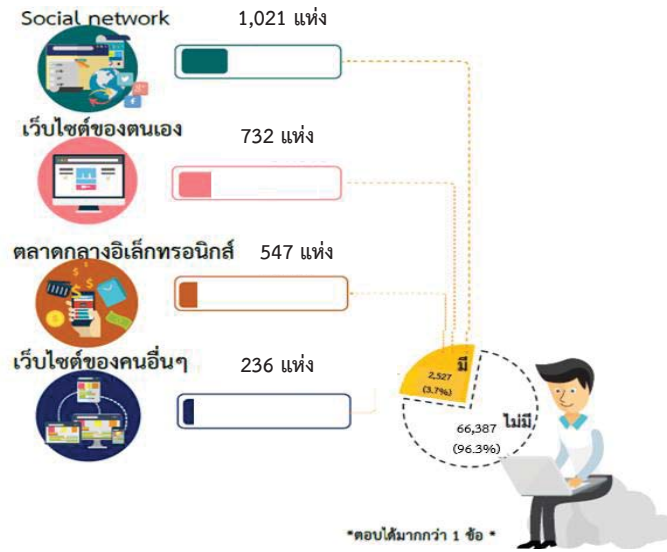 Social network
1,021 แห่ง
เว็บไซต์ของตนเอง
732 แห่ง
ตลาดกลางอิเล็กทรอนิกส์
547 แห่ง
เว็บไซต์ของคนอื่นๆ
236 แห่ง
มี
2,527
(3.7%)
66,387
ไม่มี
(96.3%)
*ตอบได้มากกว่า 1 ข้อ *